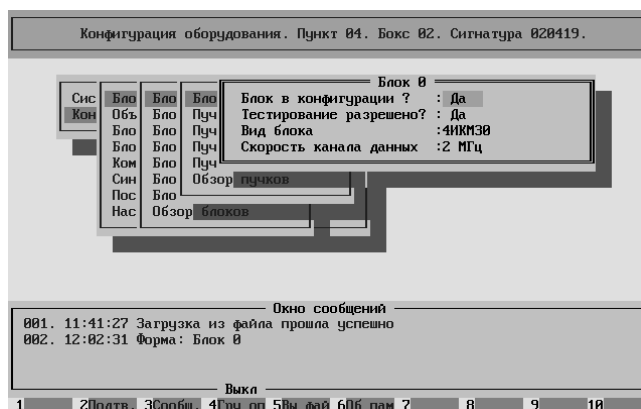 Конфигурация оборудования. Пункт 04. Бокс 02. Сигнатура 020419.
Блок 0
Сис Бло Бло Бло Блок в конфигурации ? : Да
Кон Объ Бло Пуч Тестирование разрешено? : Да
Бло Бло Пуч Вид блока :4ИКМ30
Бло Бло Пуч Скорость канала данных :2 МГц
Ком Бло Пуч
Син Бло Обзор пучков
Пос Бло
Нас Обзор блоков
Окно сообщений
001. 11:41:27 Загрузка из файла прошла успешно
002. 12:02:31 Форма: Блок 0
Выкл
1 2Подтв. 3Сообщ. 4Гру оп 5Вы фай 6Об пам 7 8 9 10